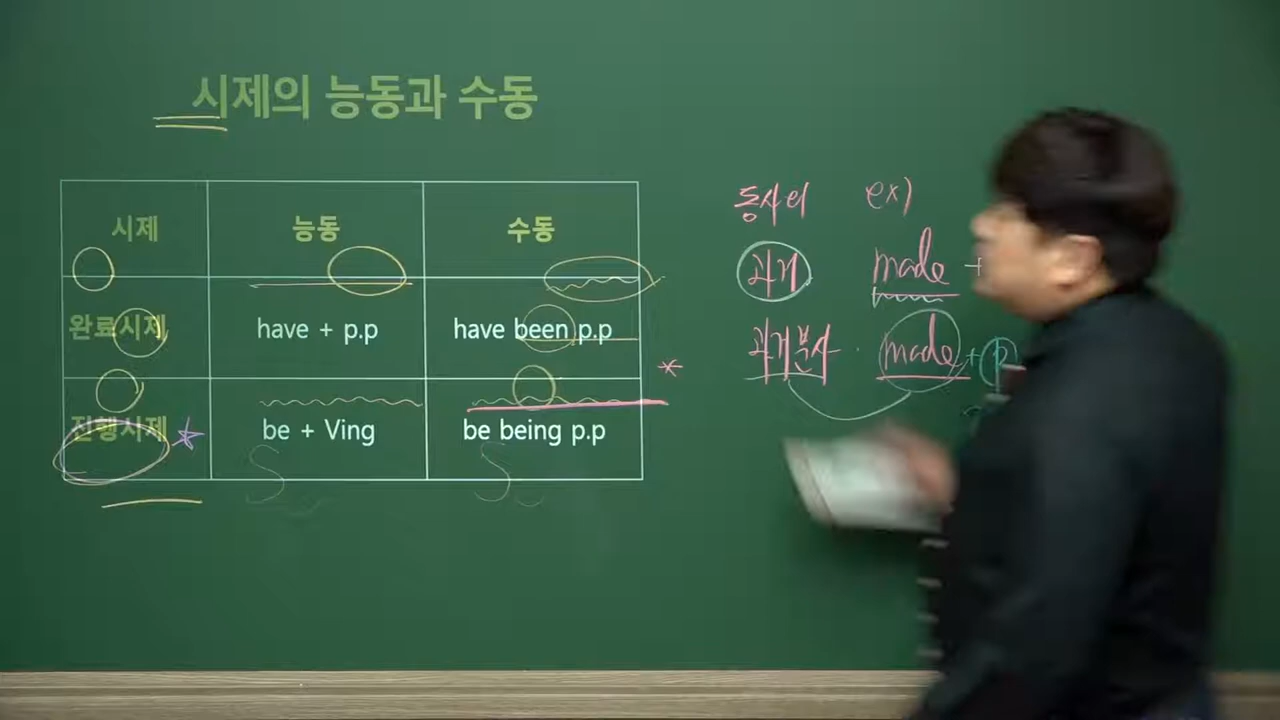 시제의 능동과 수동
시제 능동 수동
완료시제 have + p.p have been p.p
진행시제 be + Ving be being p.p
동사의 ex)
과거 made +
과거분사 made +